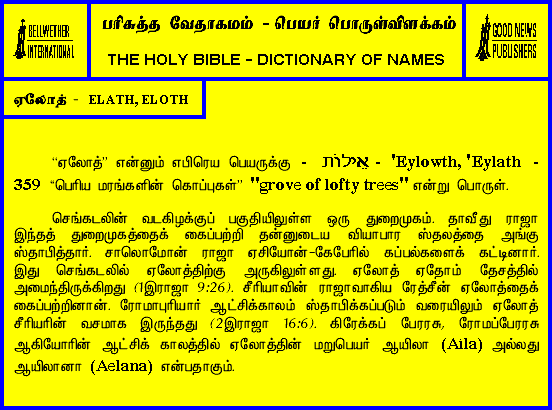 BELLWETHER
INTERNATIONAL
பரிசுத்த வேதாகமம் - பெயர் பொருள்விளக்கம்
THE HOLY BIBLE - DICTIONARY OF NAMES
GOOD NEWS
PUBLISHERS
ஏலோத் - ELATH, ELOTH
“ஏலோத்” என்னும் எபிரெய பெயருக்கு - אילות - 'Eylowth, 'Eylath -
359 “பெரிய மரங்களின் கொப்புகள்” "grove of lofty trees" என்று பொருள்.
செங்கடலின் வடகிழக்குப் பகுதியிலுள்ள ஒரு துறைமுகம். தாவீது ராஜா
இந்தத் துறைமுகத்தைக் கைப்பற்றி தன்னுடைய வியாபார ஸ்தலத்தை அங்கு
ஸ்தாபித்தார். சாலொமோன் ராஜா ஏசியோன்-கேபேரில் கப்பல்களைக் கட்டினார்.
இது செங்கடலில் ஏலோத்திற்கு அருகிலுள்ளது. ஏலோத் ஏதோம் தேசத்தில்
அமைந்திருக்கிறது (1இராஜா 9:26). சீரியாவின் ராஜாவாகிய ரேத்சீன் ஏலோத்தைக்
கைப்பற்றினான். ரோமாபுரியார் ஆட்சிக்காலம் ஸ்தாபிக்கப்படும் வரையிலும் ஏலோத்
சீரியரின் வசமாக இருந்தது (2இராஜா 16:6). கிரேக்கப் பேரரசு, ரோமப்பேரரசு
ஆகியோரின் ஆட்சிக் காலத்தில் ஏலோத்தின் மறுபெயர் ஆயிலா (Aila) அல்லது
ஆயிலானா (Aelana) என்பதாகும்.